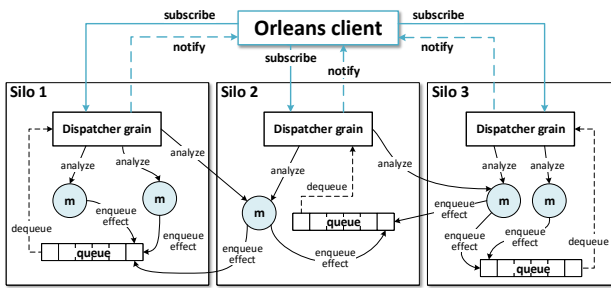 subscribe
Orleans client
subscribe
notify
subscribe
notify
notify
Silo 1
Silo 2
Silo 3
Dispatcher grain
Dispatcher grain
Dispatcher grain
analyze
analyze
analyze
analyze
analyze
analyze
analyze
m
m
m
m
m
dequeue
enqueue
effect
enqueue
effect
dequeue
queue
enqueue
effect
enqueue
effect
queue
enqueue
effect
enqueue
effect
enqueue
effect
dequeue
queue